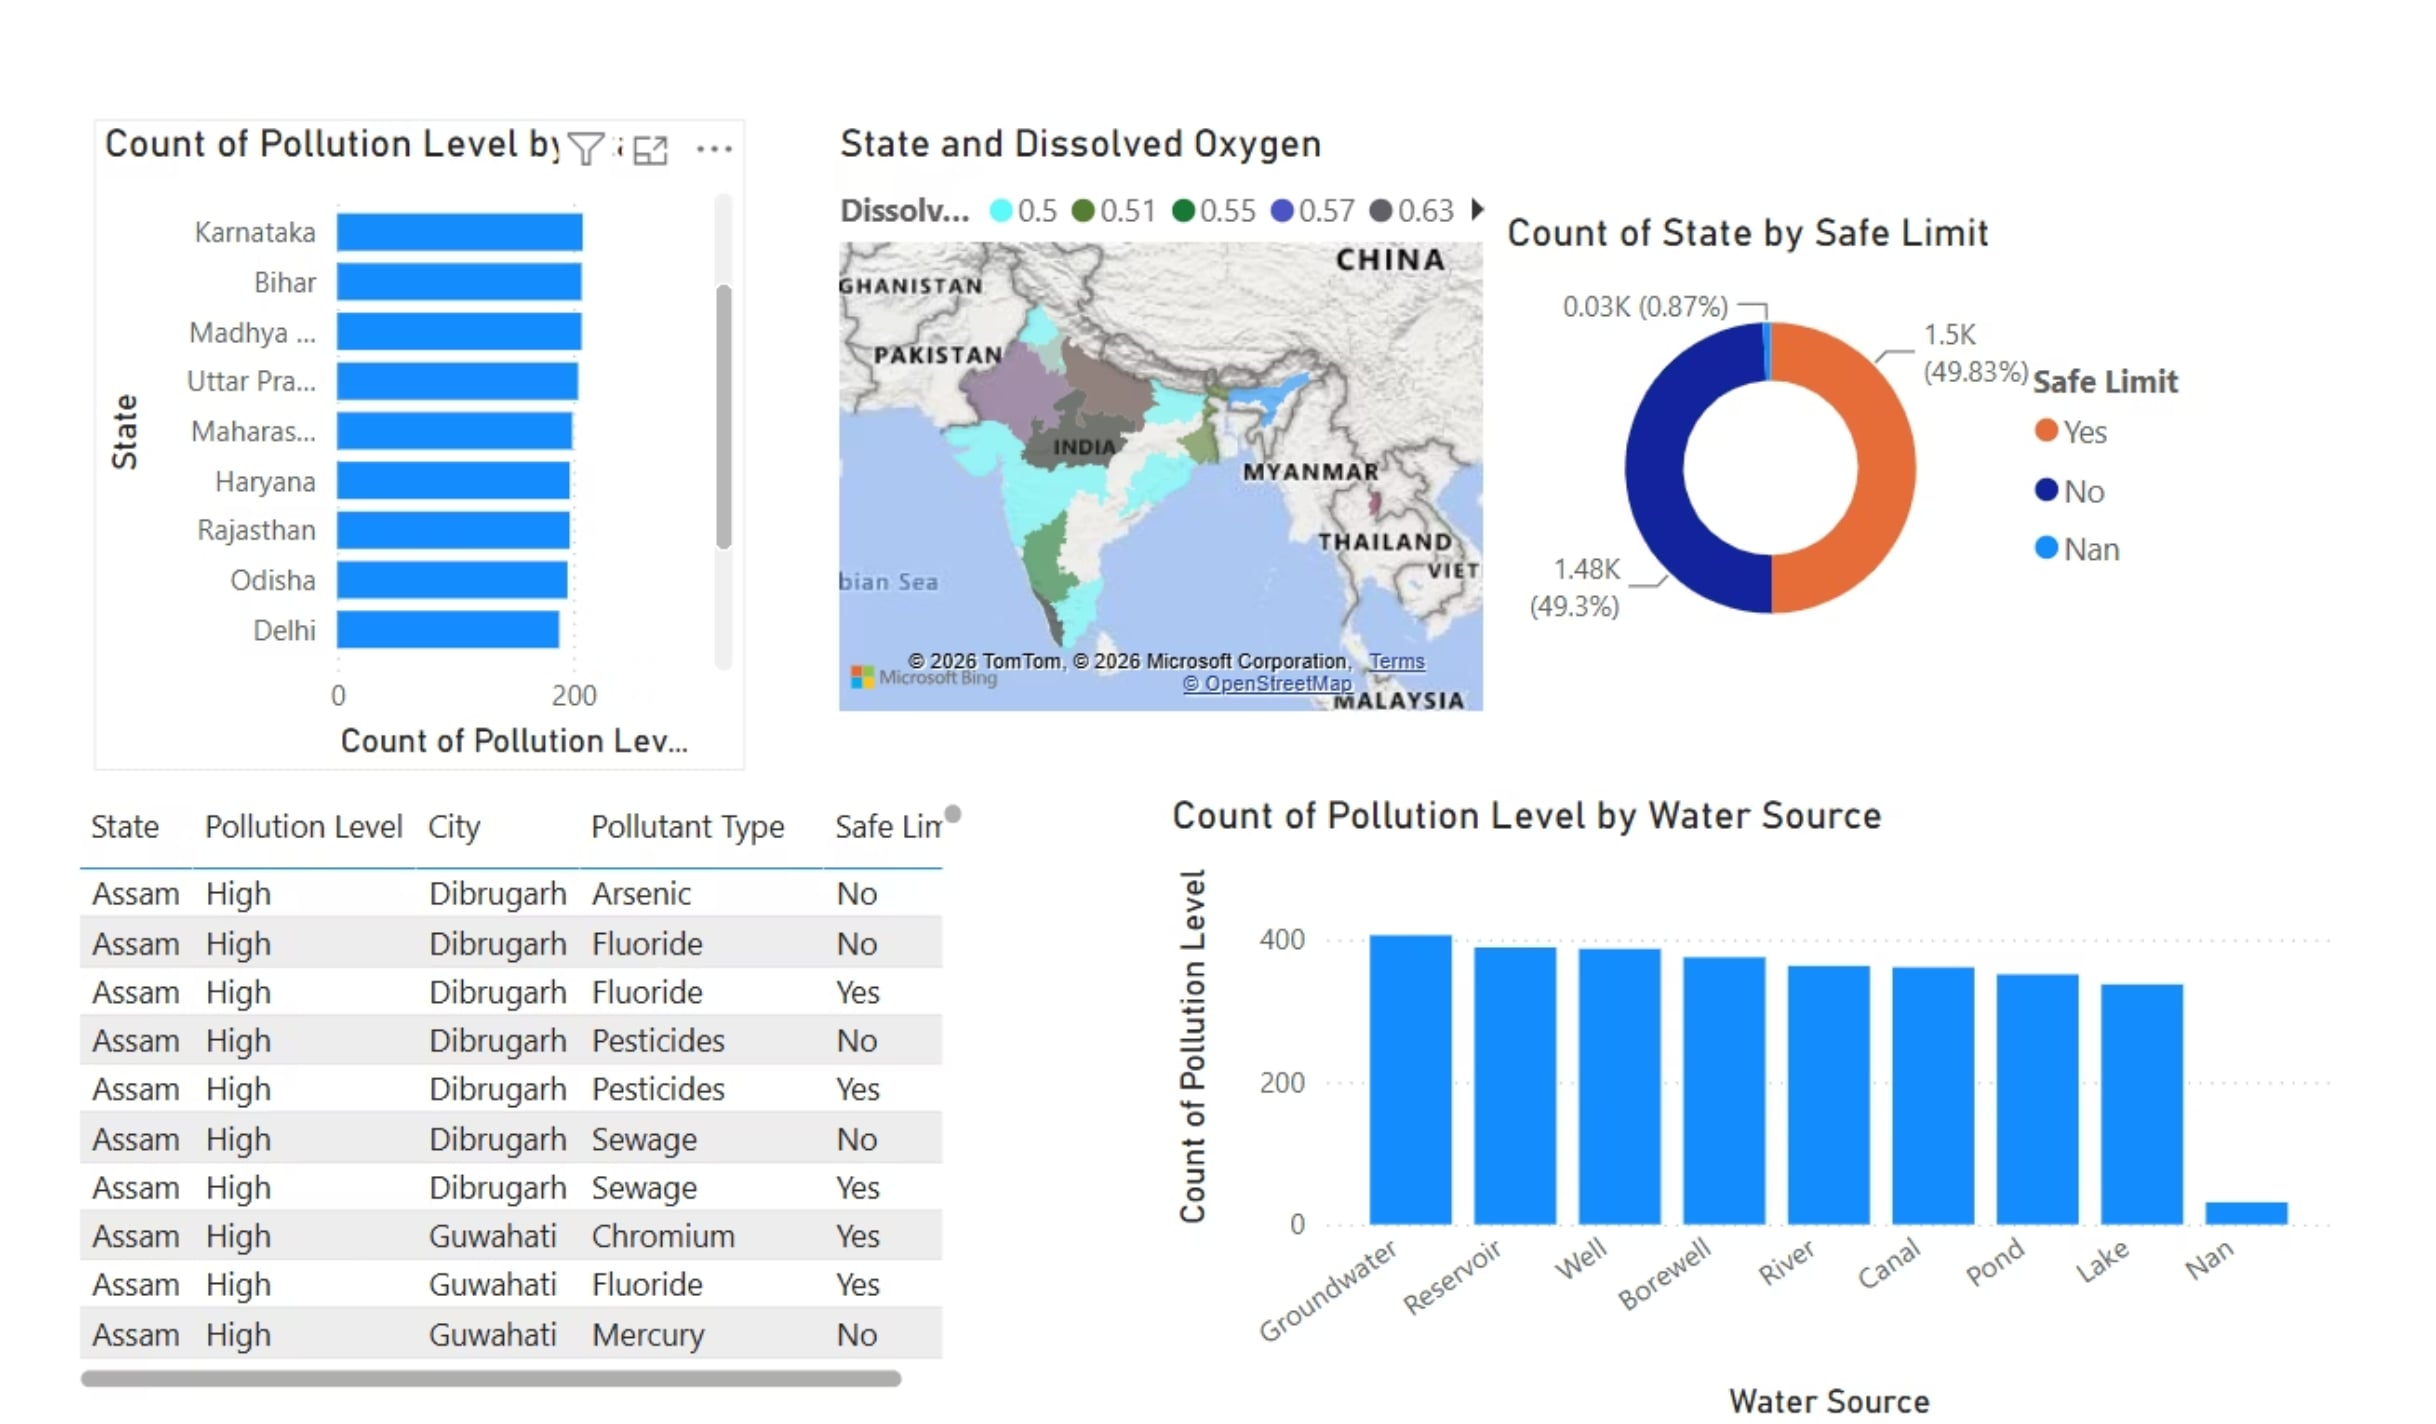 Count of Pollution Level by
Karnataka
Bihar
Madhya ...
Uttar Pra...
Maharas...
Haryana
Rajasthan
Odisha
Delhi
State
0 200
Count of Pollution Lev...
State and Dissolved Oxygen
Dissolv... 0.5 0.51 0.55 0.57 0.63
CHINA
GHANISTAN
PAKISTAN
INDIA
MYANMAR
THAILAND
VIET
bian Sea
© 2026 TomTom, © 2026 Microsoft Corporation, Terms
Microsoft Bing
© OpenStreetMap
MALAYSIA
Count of State by Safe Limit
0.03K (0.87%)
1.5K
(49.83%)
1.48K
(49.3%)
Safe Limit
Yes
No
Nan
State Pollution Level City Pollutant Type Safe Lim
Assam High Dibrugarh Arsenic No
Assam High Dibrugarh Fluoride No
Assam High Dibrugarh Fluoride Yes
Assam High Dibrugarh Pesticides No
Assam High Dibrugarh Pesticides Yes
Assam High Dibrugarh Sewage No
Assam High Dibrugarh Sewage Yes
Assam High Guwahati Chromium Yes
Assam High Guwahati Fluoride Yes
Assam High Guwahati Mercury No
Count of Pollution Level by Water Source
Count of Pollution Level
400
200
0
Groundwater
Reservoir
Well
Borewell
River
Canal
Pond
Lake
Nan
Water Source